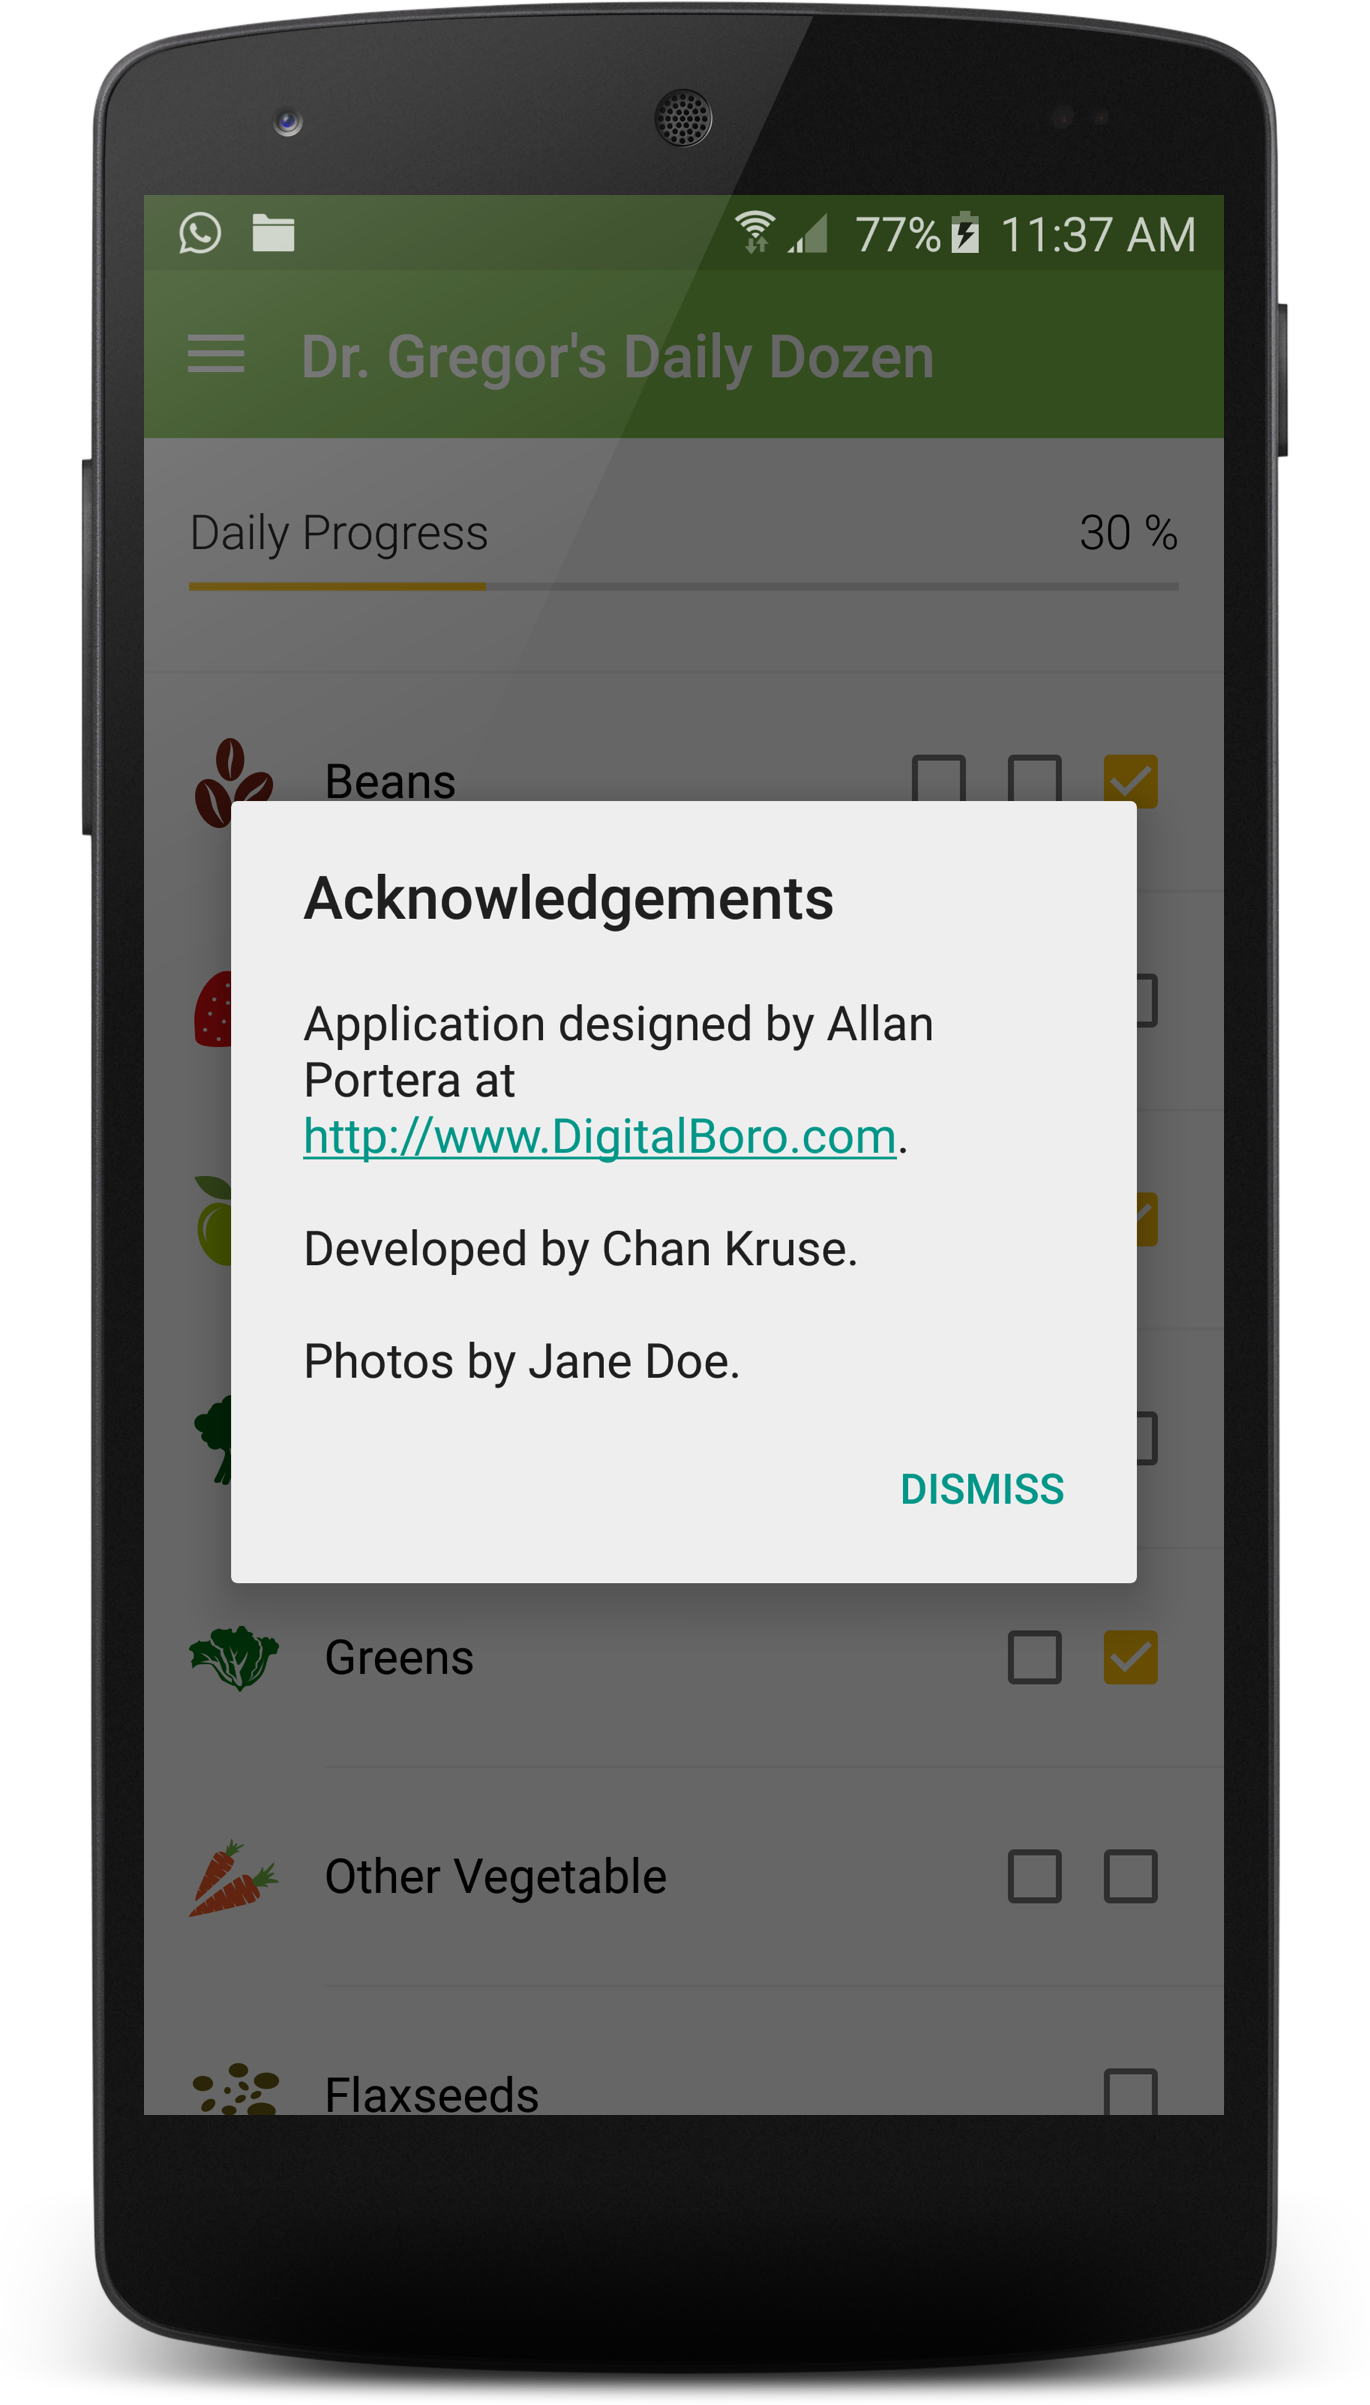 77% 11:37 AM
Dr. Gregor's Daily Dozen
Daily Progress 30 %
Beans
Acknowledgements
Application designed by Allan
Portera at
http://www.DigitalBoro.com.
Developed by Chan Kruse.
Photos by Jane Doe.
DISMISS
Greens
Other Vegetable
Flaxseeds